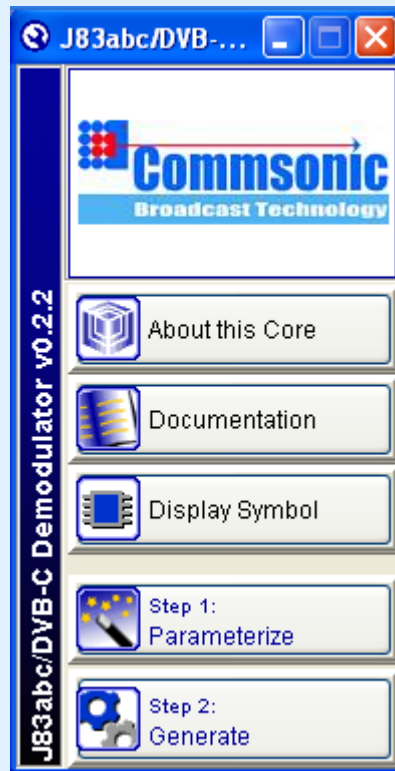 J83abc/DVB-...
Commsonic
Broadcast Technology
J83abc/DVB-C Demodulator v0.2.2
About this Core
Documentation
Display Symbol
Step 1:
Parameterize
Step 2:
Generate